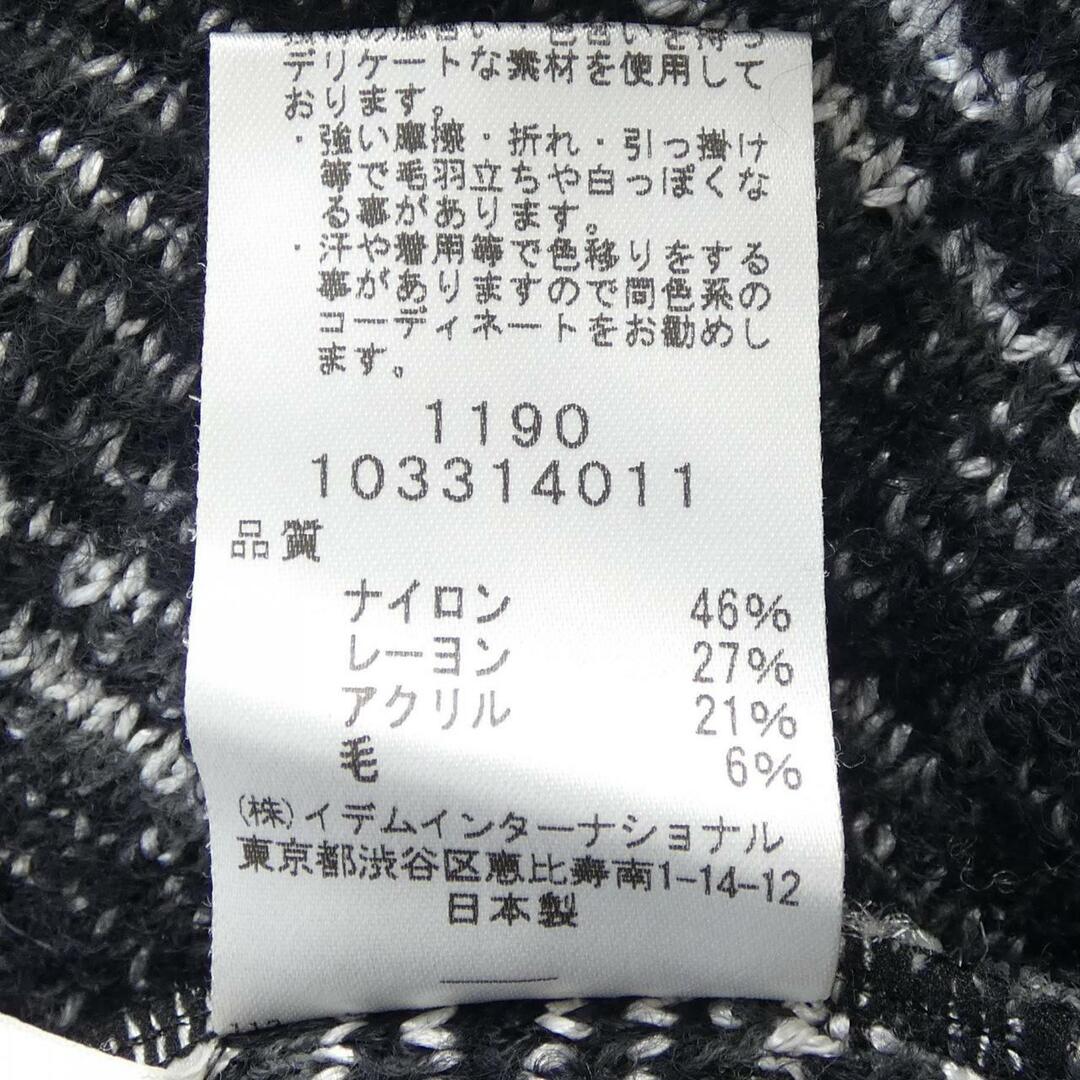 デリケートな素材を使用して
おります。
・強い摩擦・折れ・引っ掛け
等で毛羽立ちや白っぽくな
る事があります。
・汗や着用等で色移りをする
事がありますので同色系の
コーディネートをお勧めし
ます。
1190
103314011
品質
ナイロン 46%
レーヨン 27%
アクリル 21%
毛 6%
(株)イデムインターナショナル
東京都渋谷区恵比寿南1-14-12
日本製